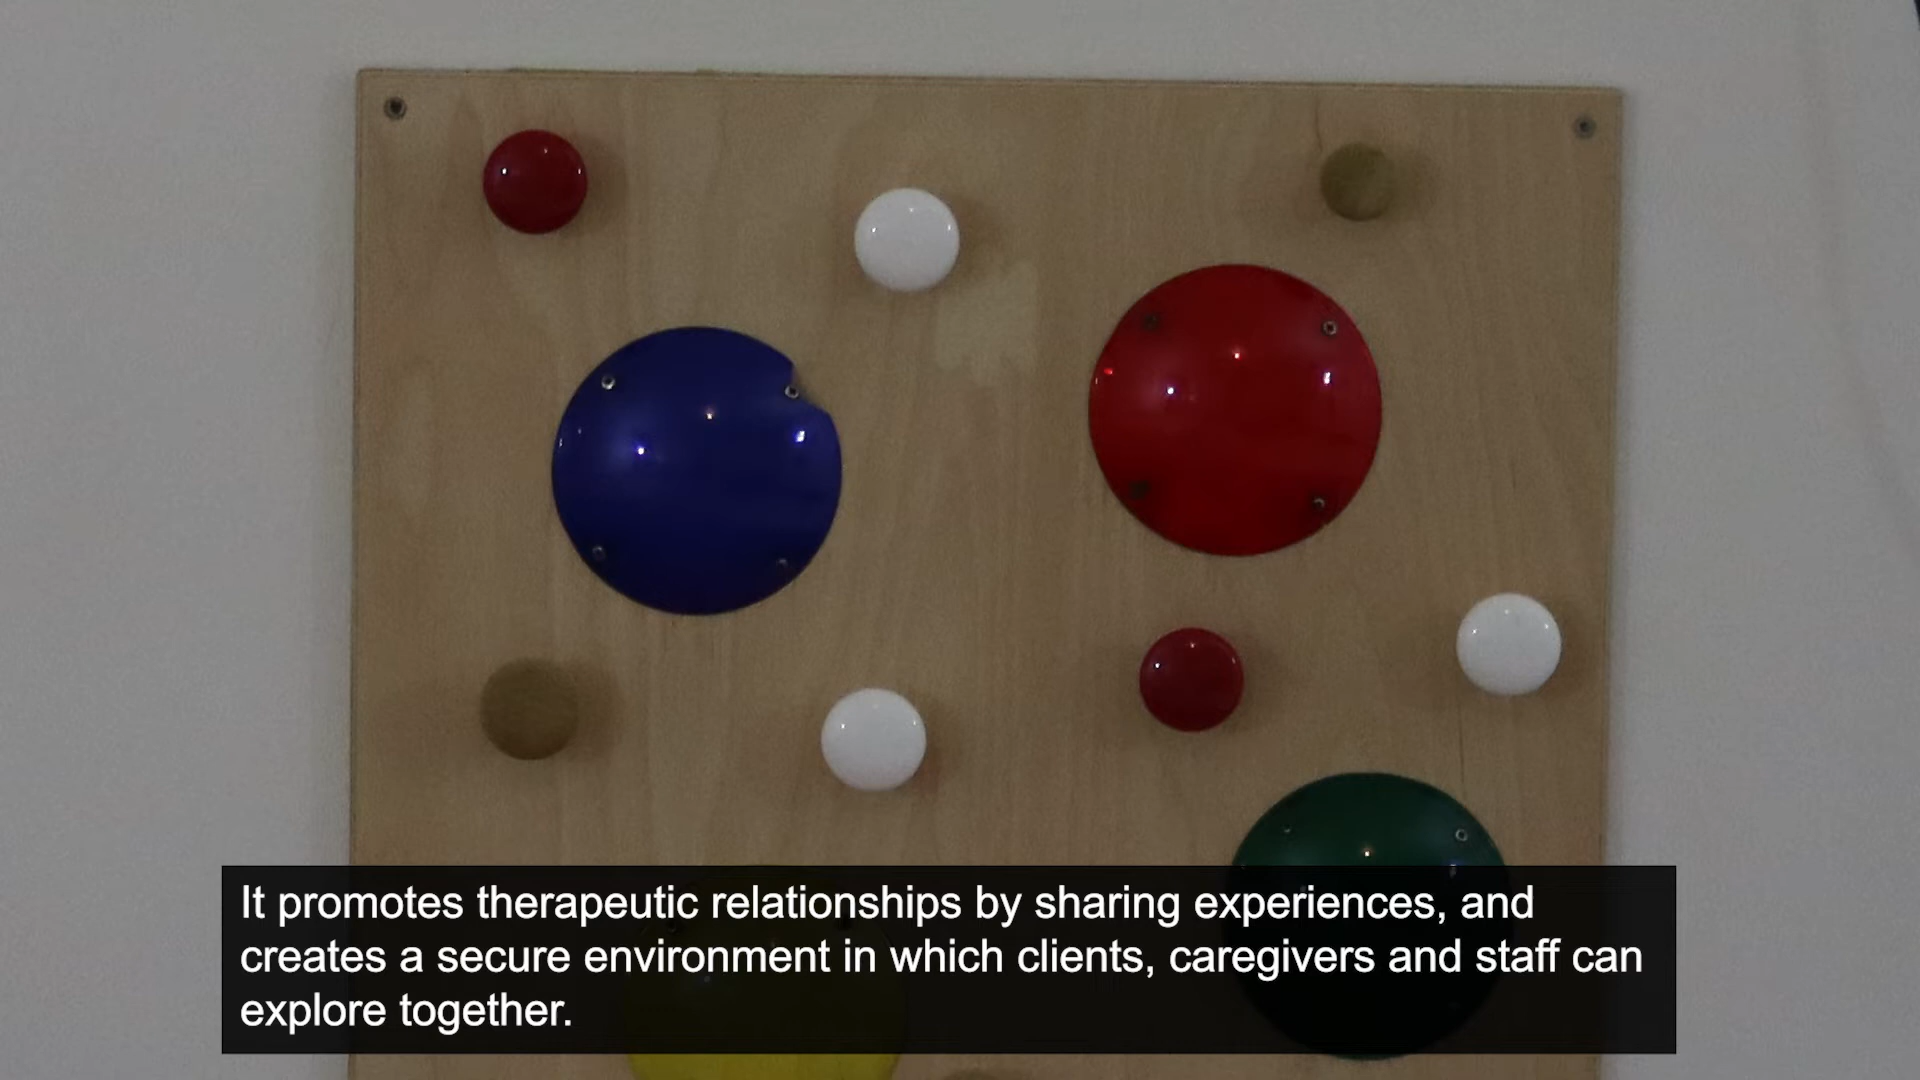 It promotes therapeutic relationships by sharing experiences, and
creates a secure environment in which clients, caregivers and staff can
explore together.